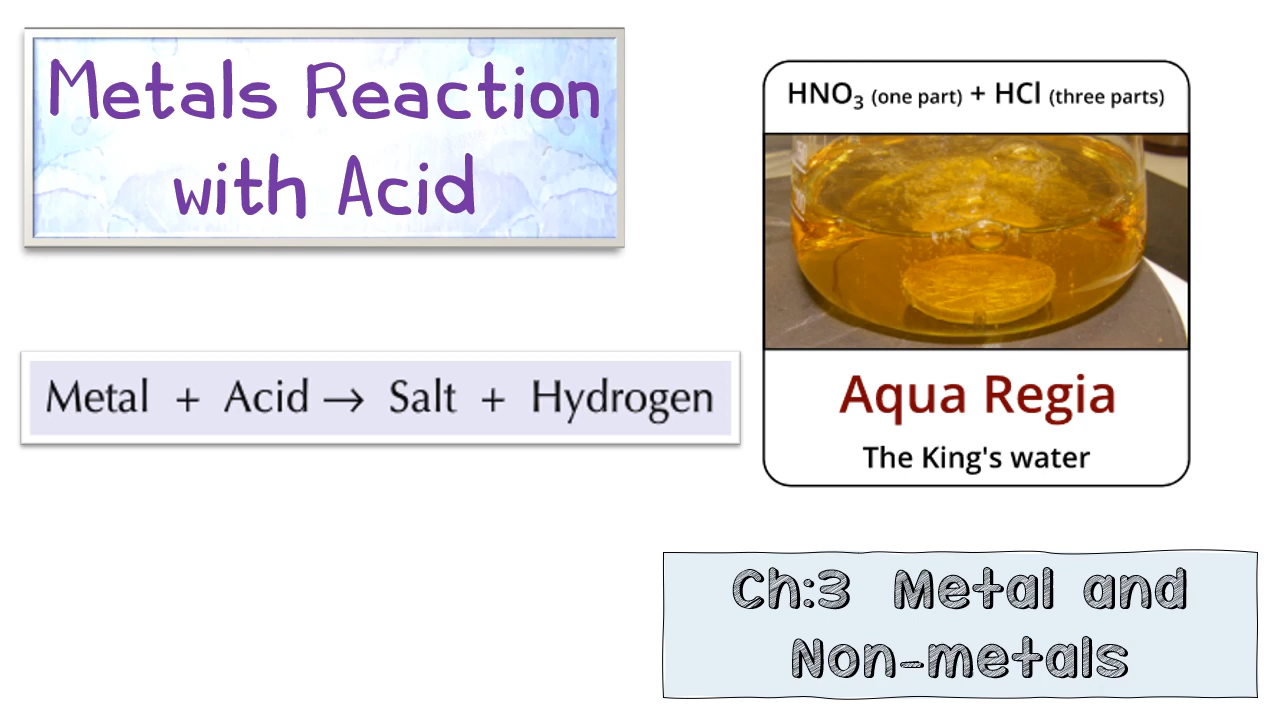 Metals Reaction
with Acid
Metal + Acid → Salt + Hydrogen
HNO₃ (one part) + HCl (three parts)
Aqua Regia
The King's water
Ch:3 Metal and
Non-metals